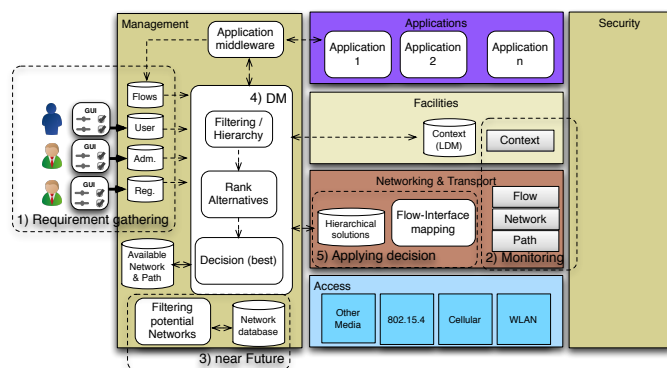 Management
Application
middleware
Applications
Application
1
Application
2
Application
n
Security
Flows
4) DM
GUI
User
GUI
Adm.
GUI
Reg.
1) Requirement gathering
Filtering /
Hierarchy
Rank
Alternatives
Decision (best)
Available
Network
& Path
Filtering
potential
Networks
Network
database
3) near Future
Facilities
Context
(LDM)
Context
Networking & Transport
Hierarchical
solutions
Flow-Interface
mapping
5) Applying decision
Flow
Network
Path
2) Monitoring
Access
Other
Media
802.15.4
Cellular
WLAN